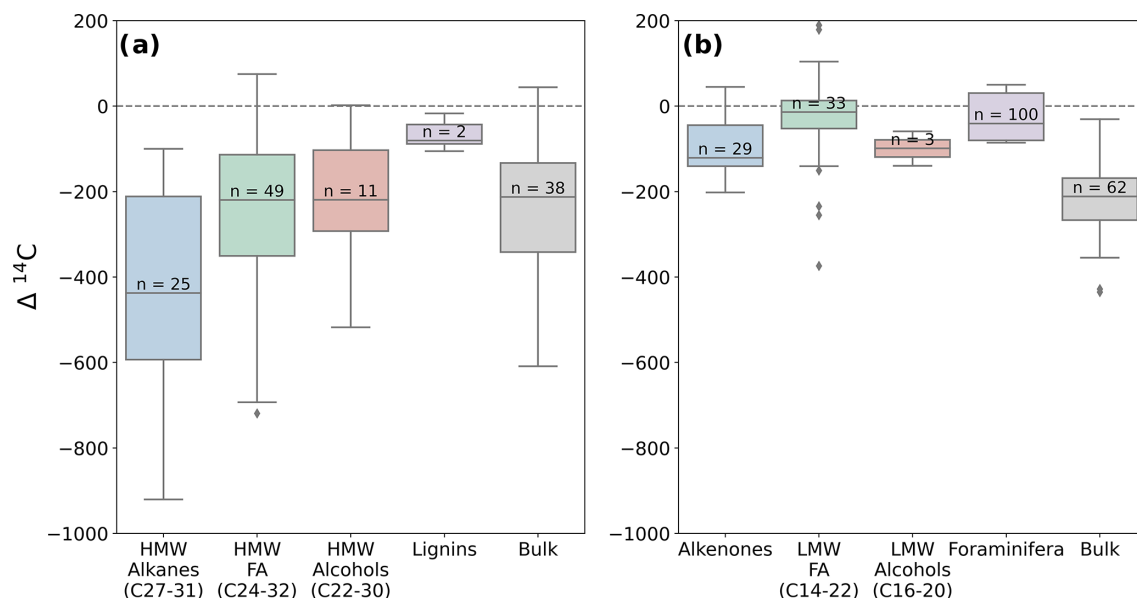 (a)
200
0
−200
−400
−600
−800
−1000
Δ ¹⁴C
n = 25
n = 49
n = 11
n = 2
n = 38
HMW
Alkanes
(C27-31)
HMW
FA
(C24-32)
HMW
Alcohols
(C22-30)
Lignins
Bulk
(b)
200
0
−200
−400
−600
−800
−1000
n = 29
n = 33
n = 3
n = 100
n = 62
Alkenones
LMW
FA
(C14-22)
LMW
Alcohols
(C16-20)
Foraminifera
Bulk